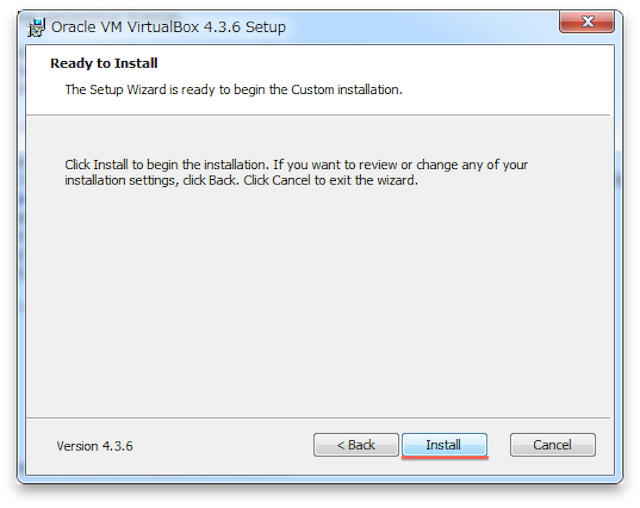 Oracle VM VirtualBox 4.3.6 Setup
Ready to Install
The Setup Wizard is ready to begin the Custom installation.
Click Install to begin the installation. If you want to review or change any of your
installation settings, click Back. Click Cancel to exit the wizard.
Version 4.3.6
< Back
Install
Cancel